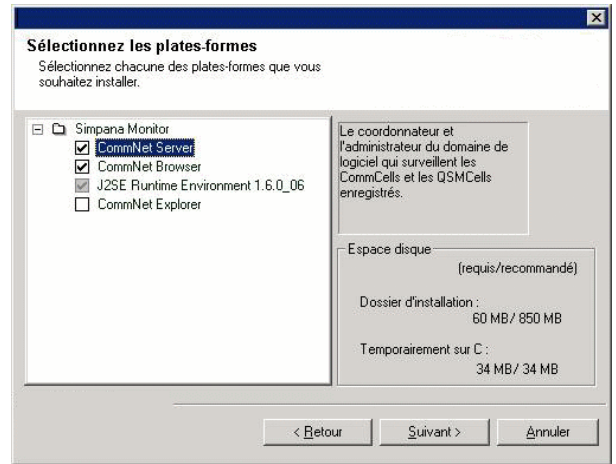 Sélectionnez les plates-formes
Sélectionnez chacune des plates-formes que vous
souhaitez installer.
Simpana Monitor
CommNet Server
CommNet Browser
J2SE Runtime Environment 1.6.0_06
CommNet Explorer
Le coordonnateur et
l'administrateur du domaine de
logiciel qui surveillent les
CommCells et les QSMCells
enregistrés.
Espace disque
(requis/recommandé)
Dossier d'installation :
60 MB/ 850 MB
Temporairement sur C :
34 MB/ 34 MB
< Retour
Suivant >
Annuler